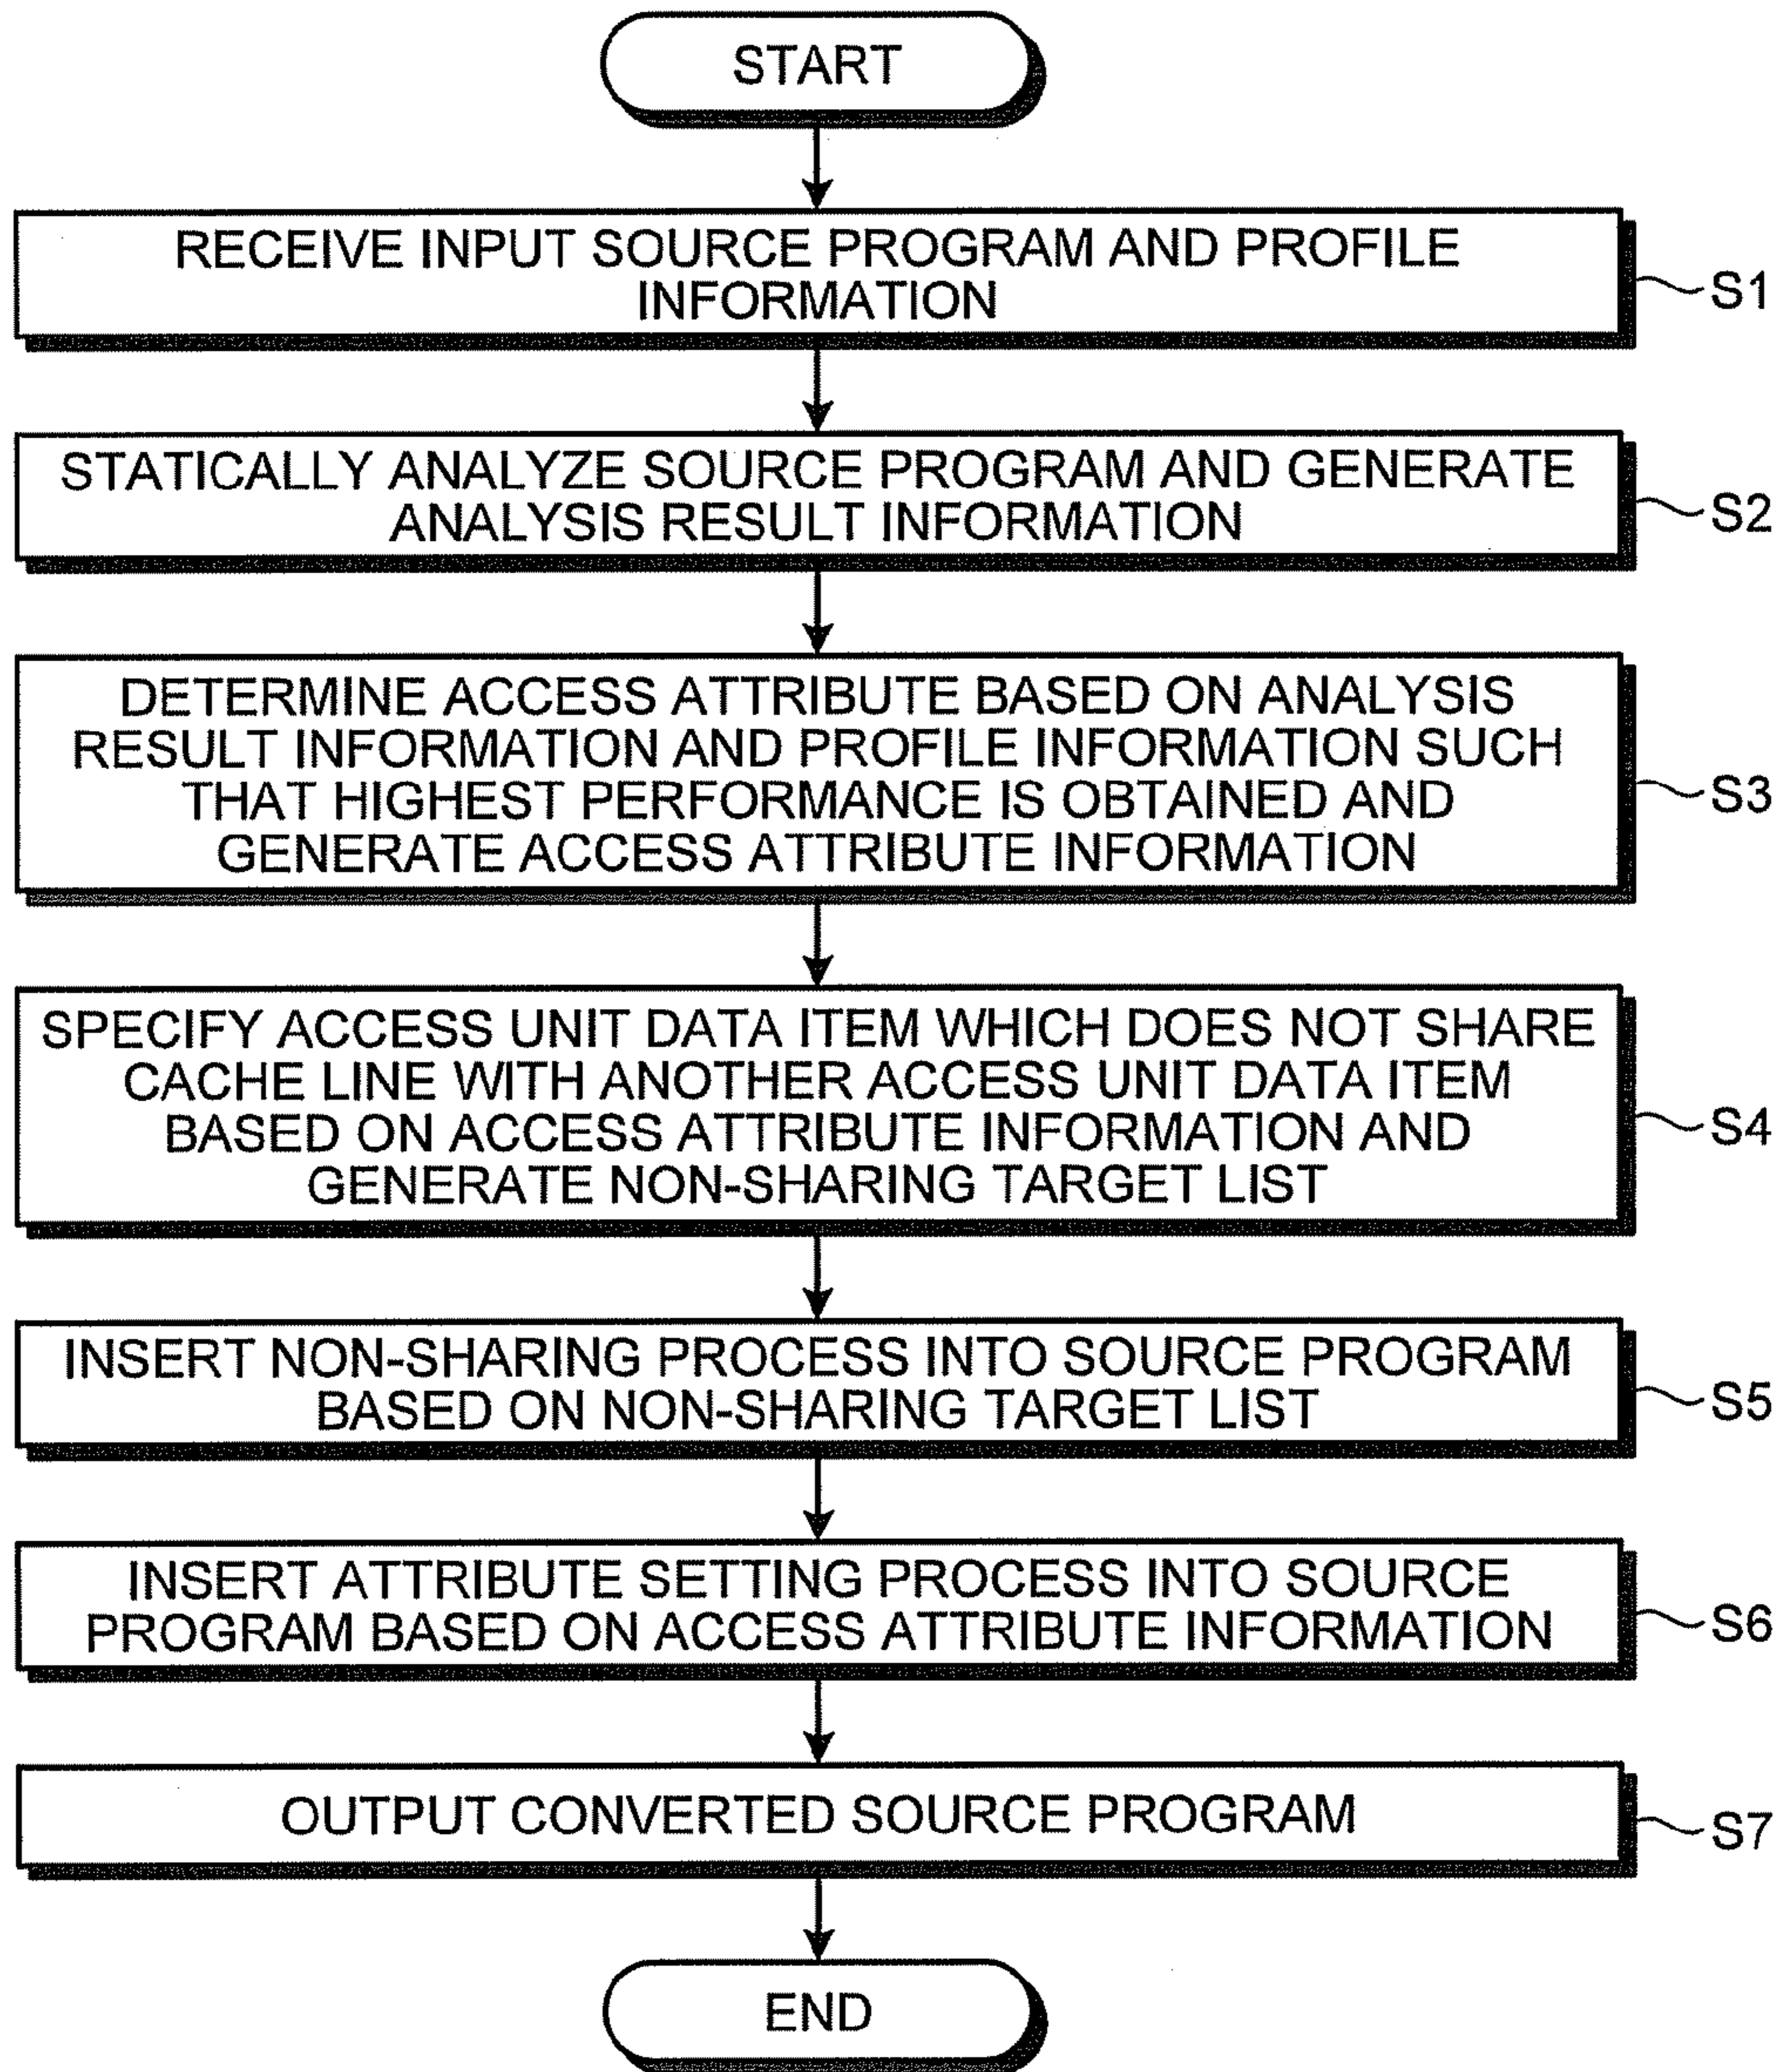 START
RECEIVE INPUT SOURCE PROGRAM AND PROFILE
INFORMATION
S1
STATICALLY ANALYZE SOURCE PROGRAM AND GENERATE
ANALYSIS RESULT INFORMATION
S2
DETERMINE ACCESS ATTRIBUTE BASED ON ANALYSIS
RESULT INFORMATION AND PROFILE INFORMATION SUCH
THAT HIGHEST PERFORMANCE IS OBTAINED AND
GENERATE ACCESS ATTRIBUTE INFORMATION
S3
SPECIFY ACCESS UNIT DATA ITEM WHICH DOES NOT SHARE
CACHE LINE WITH ANOTHER ACCESS UNIT DATA ITEM
BASED ON ACCESS ATTRIBUTE INFORMATION AND
GENERATE NON-SHARING TARGET LIST
S4
INSERT NON-SHARING PROCESS INTO SOURCE PROGRAM
BASED ON NON-SHARING TARGET LIST
S5
INSERT ATTRIBUTE SETTING PROCESS INTO SOURCE
PROGRAM BASED ON ACCESS ATTRIBUTE INFORMATION
S6
OUTPUT CONVERTED SOURCE PROGRAM
S7
END